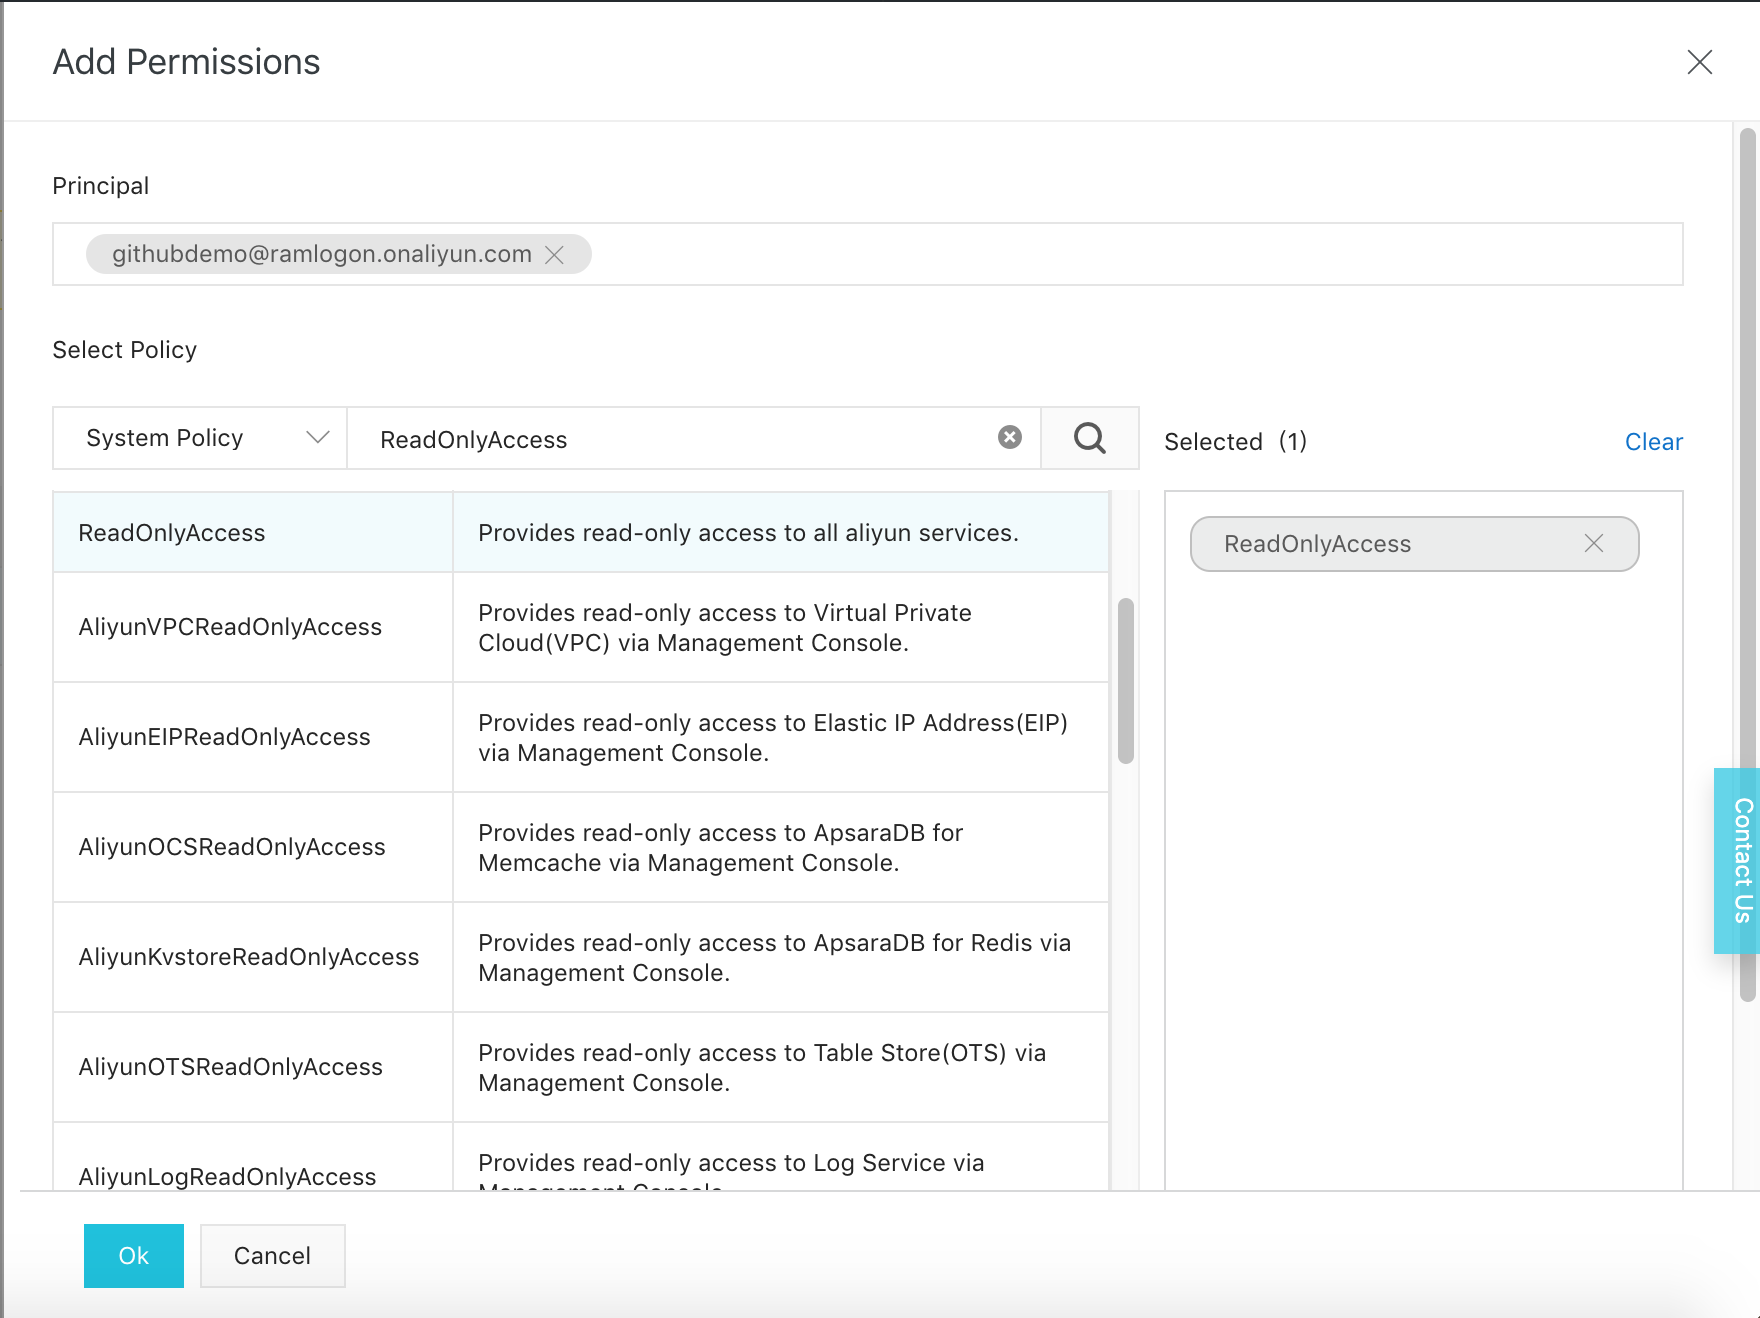 Add Permissions
Principal
githubdemo@ramlogon.onaliyun.com
Select Policy
System Policy
ReadOnlyAccess
Selected (1)
Clear
ReadOnlyAccess
Provides read-only access to all aliyun services.
ReadOnlyAccess
AliyunVPCReadOnlyAccess
Provides read-only access to Virtual Private
Cloud(VPC) via Management Console.
AliyunEIPReadOnlyAccess
Provides read-only access to Elastic IP Address(EIP)
via Management Console.
AliyunOCSReadOnlyAccess
Provides read-only access to ApsaraDB for
Memcache via Management Console.
AliyunKvstoreReadOnlyAccess
Provides read-only access to ApsaraDB for Redis via
Management Console.
AliyunOTSReadOnlyAccess
Provides read-only access to Table Store(OTS) via
Management Console.
AliyunLogReadOnlyAccess
Provides read-only access to Log Service via
Contact Us
Ok
Cancel